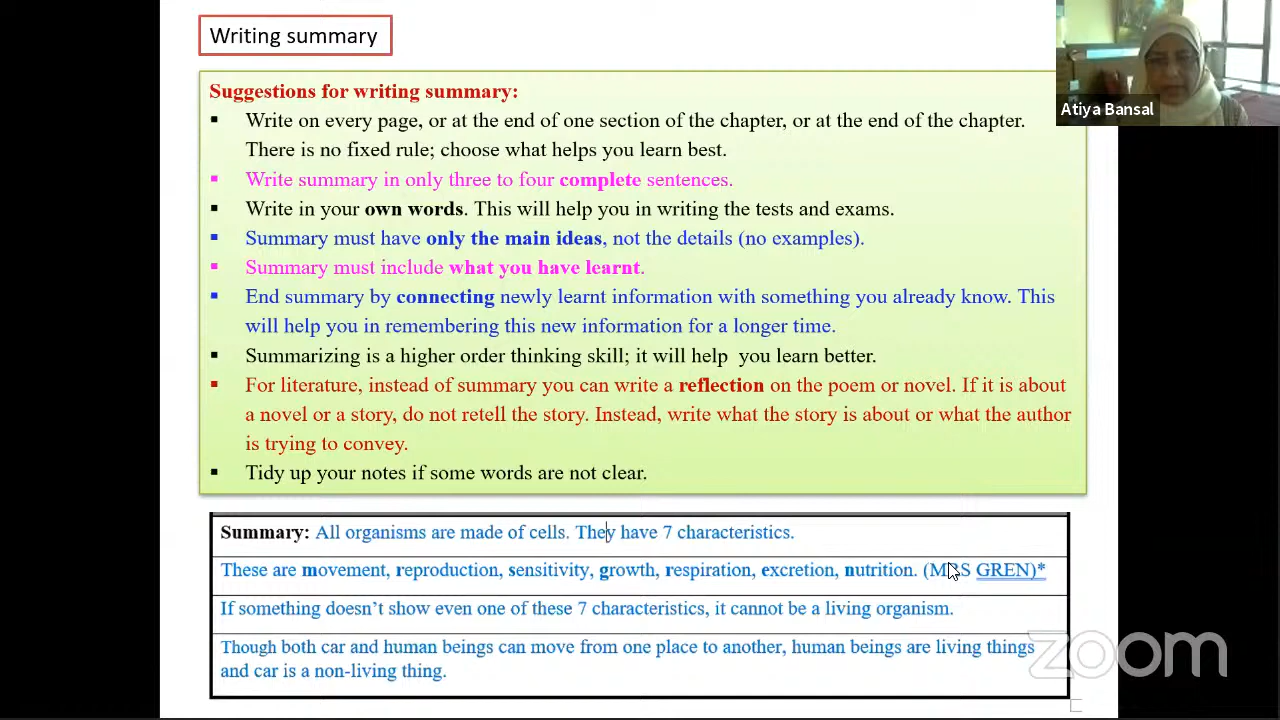 Writing summary
Atiya Bansal
Suggestions for writing summary:
▪ Write on every page, or at the end of one section of the chapter, or at the end of the chapter.
There is no fixed rule; choose what helps you learn best.
▪ Write summary in only three to four complete sentences.
▪ Write in your own words. This will help you in writing the tests and exams.
▪ Summary must have only the main ideas, not the details (no examples).
▪ Summary must include what you have learnt.
▪ End summary by connecting newly learnt information with something you already know. This
will help you in remembering this new information for a longer time.
▪ Summarizing is a higher order thinking skill; it will help you learn better.
▪ For literature, instead of summary you can write a reflection on the poem or novel. If it is about
a novel or a story, do not retell the story. Instead, write what the story is about or what the author
is trying to convey.
▪ Tidy up your notes if some words are not clear.
Summary: All organisms are made of cells. They have 7 characteristics.
These are movement, reproduction, sensitivity, growth, respiration, excretion, nutrition. (MRS GREN)*
If something doesn't show even one of these 7 characteristics, it cannot be a living organism.
Though both car and human beings can move from one place to another, human beings are living things
and car is a non-living thing.
zoom